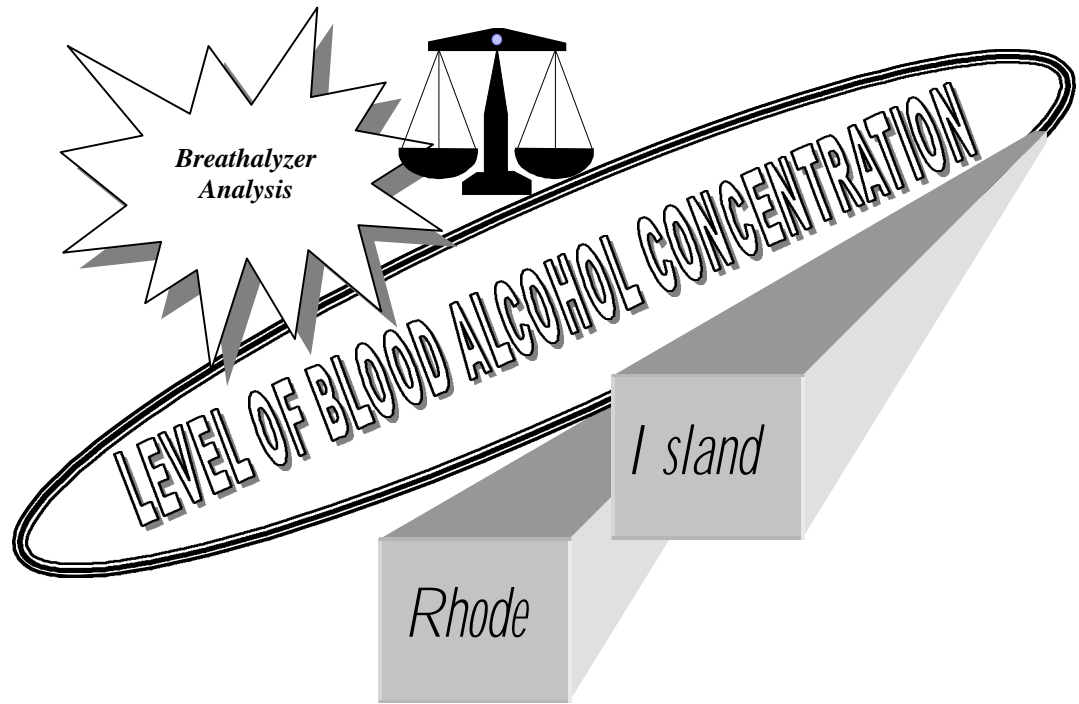 Breathalyzer
Analysis
LEVEL OF BLOOD ALCOHOL CONCENTRATION
Rhode
I sland